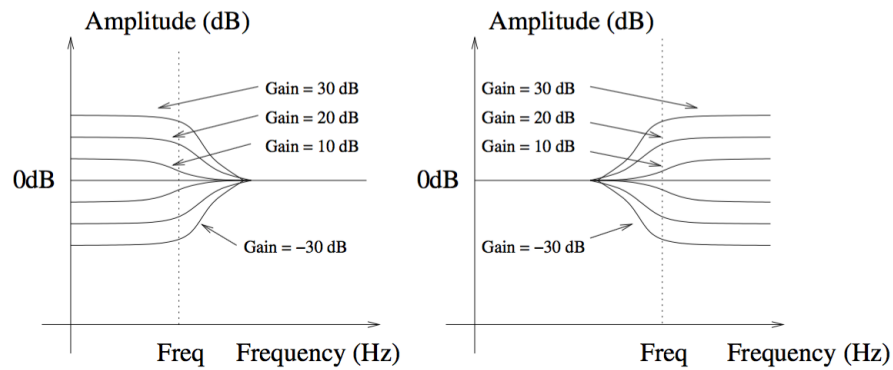 Amplitude (dB)
Gain = 30 dB
Gain = 20 dB
Gain = 10 dB
0dB
Gain = −30 dB
Freq
Frequency (Hz)
Amplitude (dB)
Gain = 30 dB
Gain = 20 dB
Gain = 10 dB
0dB
Gain = −30 dB
Freq
Frequency (Hz)